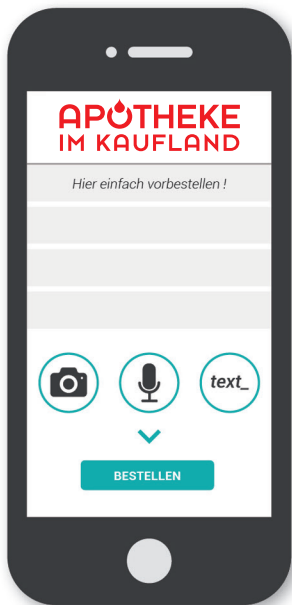 APOTHEKE
IM KAUFLAND
Hier einfach vorbestellen !
text_
BESTELLEN